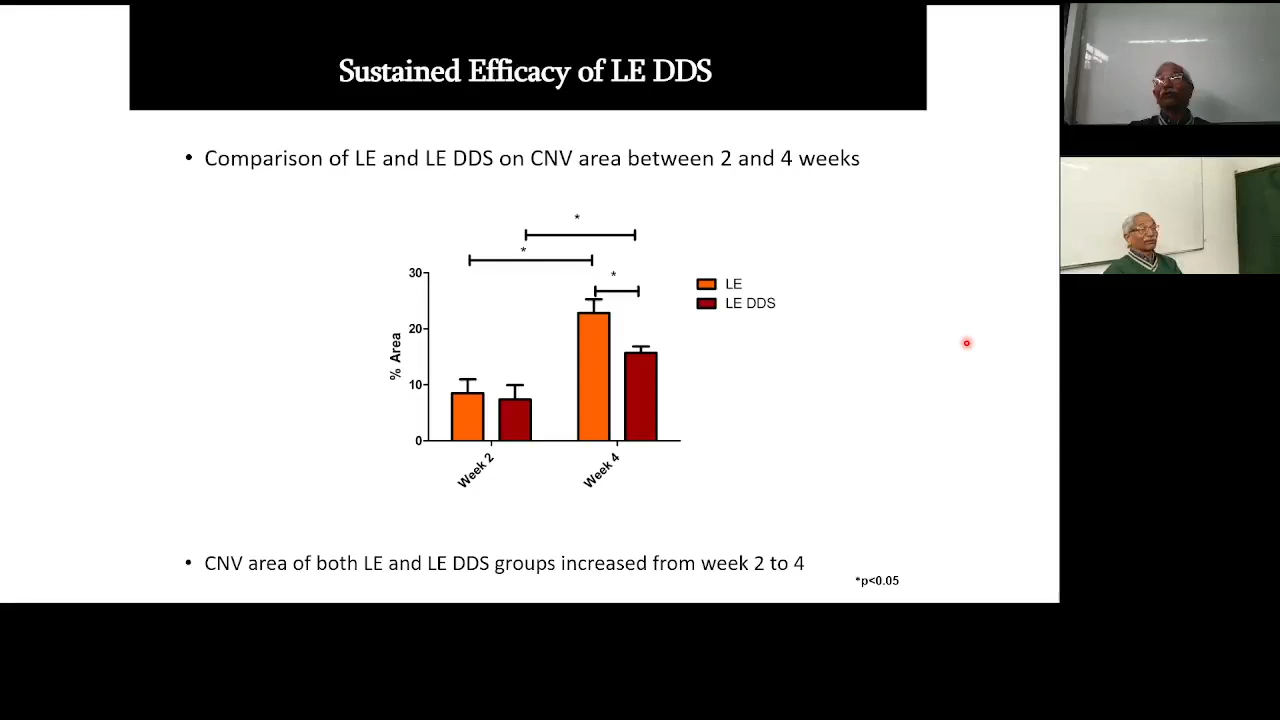 Sustained Efficacy of LE DDS
• Comparison of LE and LE DDS on CNV area between 2 and 4 weeks
*
*
*
30
20
10
0
% Area
Week 2
Week 4
LE
LE DDS
• CNV area of both LE and LE DDS groups increased from week 2 to 4
*p<0.05